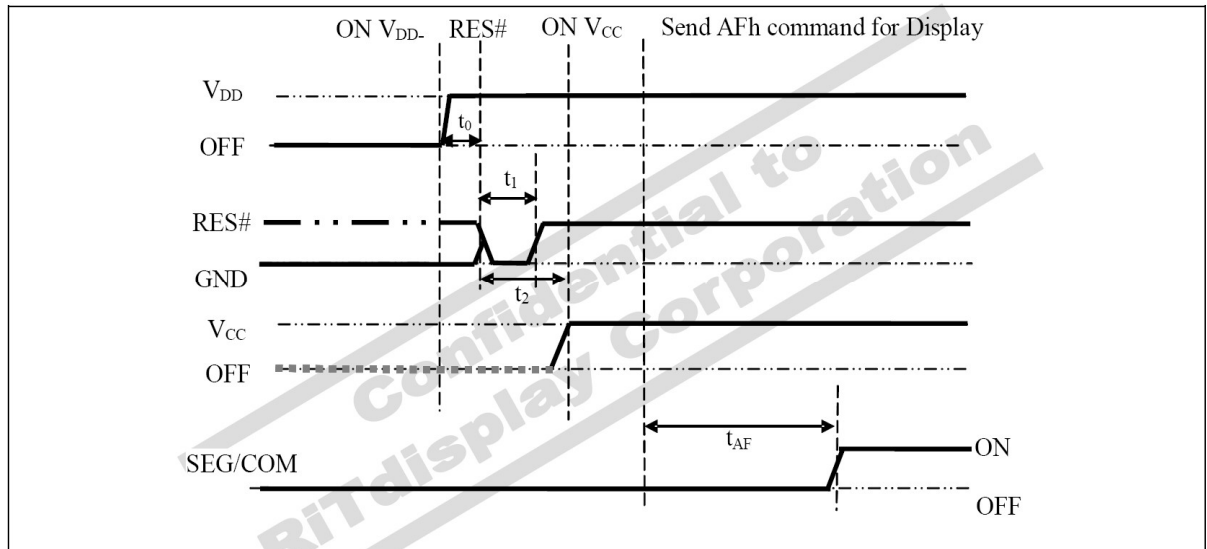 ON VDD- RES# ON VCC Send AFh command for Display
VDD
t0
OFF
t1
RES#
GND
t2
VCC
OFF
tAF
SEG/COM
ON
OFF
Confidential to
RiTdisplay Corporation